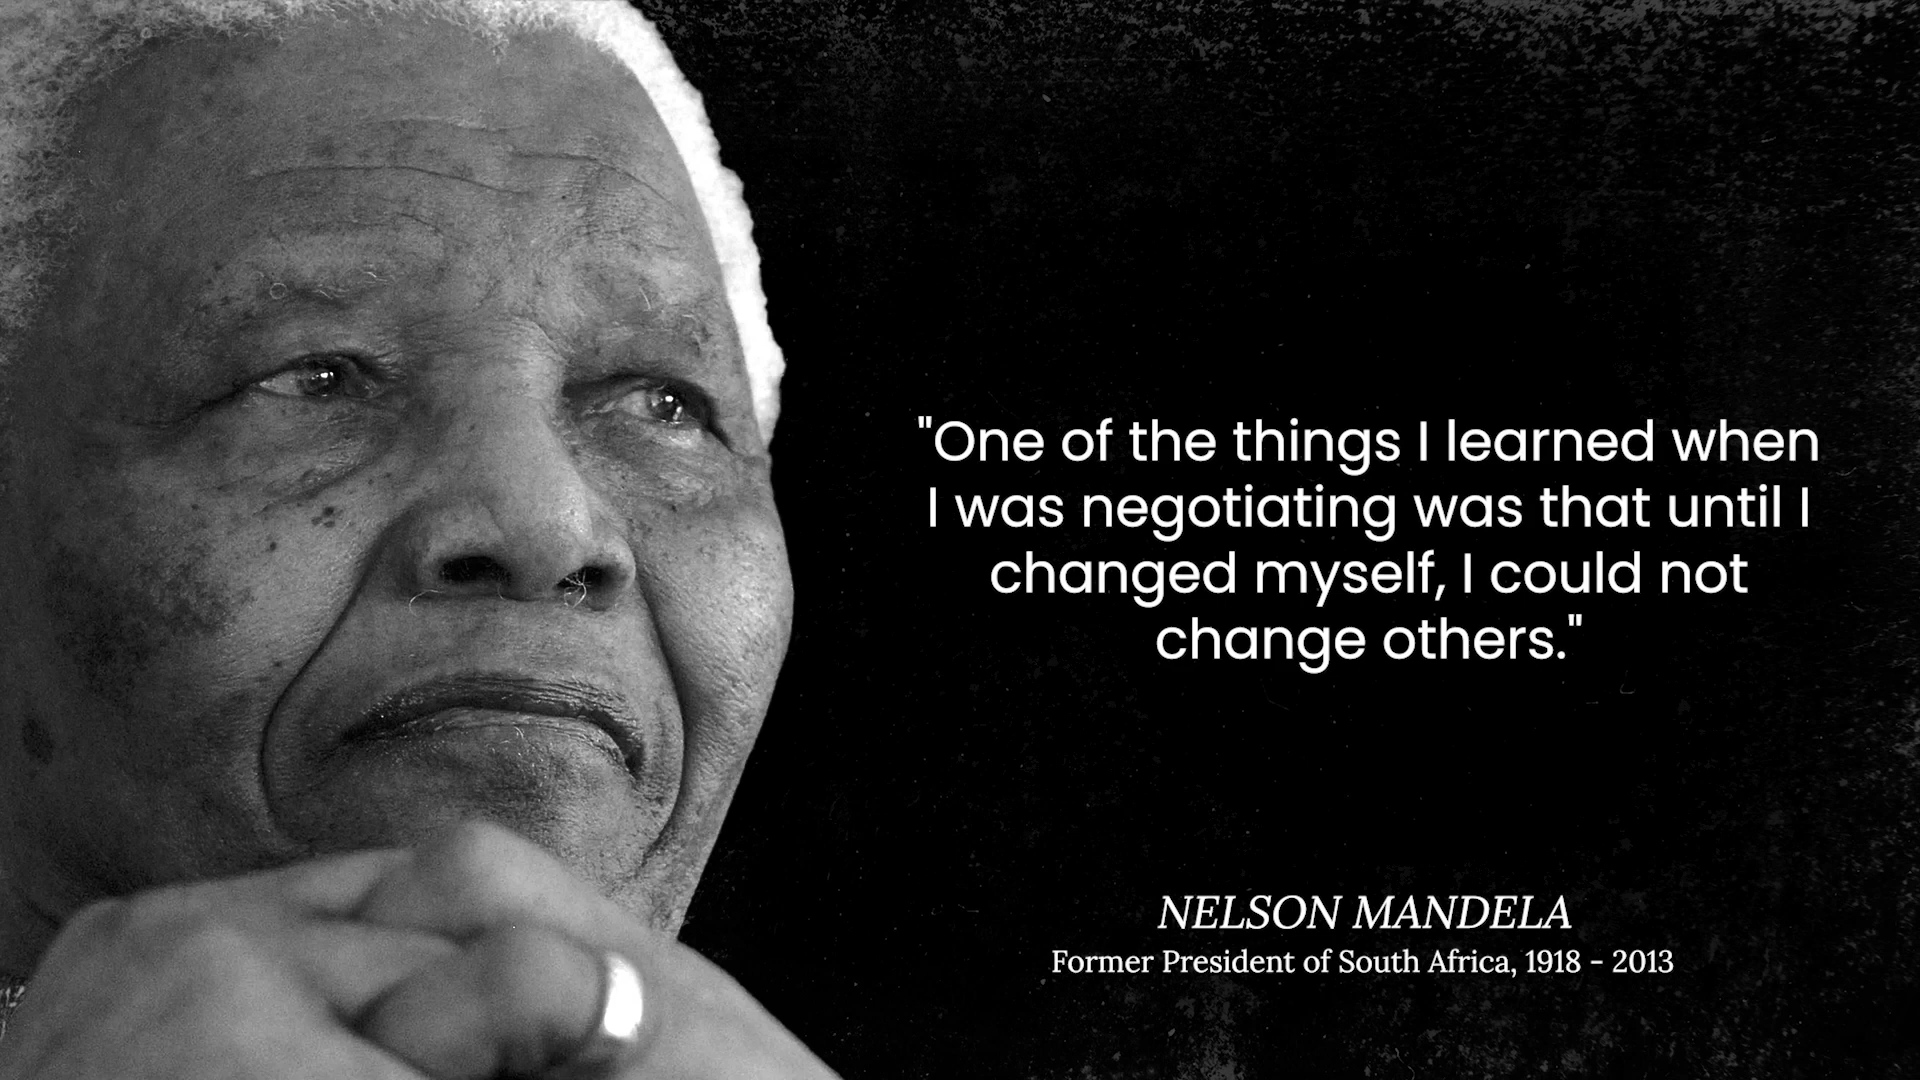 "One of the things I learned when
I was negotiating was that until I
changed myself, I could not
change others."
NELSON MANDELA
Former President of South Africa, 1918 - 2013